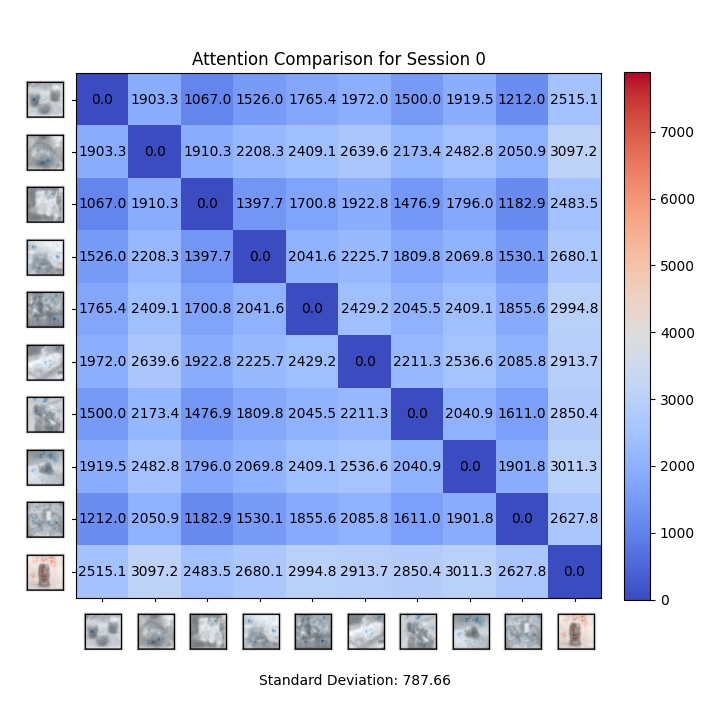 Attention Comparison for Session 0
0.0 1903.3 1067.0 1526.0 1765.4 1972.0 1500.0 1919.5 1212.0 2515.1
1903.3 0.0 1910.3 2208.3 2409.1 2639.6 2173.4 2482.8 2050.9 3097.2
1067.0 1910.3 0.0 1397.7 1700.8 1922.8 1476.9 1796.0 1182.9 2483.5
1526.0 2208.3 1397.7 0.0 2041.6 2225.7 1809.8 2069.8 1530.1 2680.1
1765.4 2409.1 1700.8 2041.6 0.0 2429.2 2045.5 2409.1 1855.6 2994.8
1972.0 2639.6 1922.8 2225.7 2429.2 0.0 2211.3 2536.6 2085.8 2913.7
1500.0 2173.4 1476.9 1809.8 2045.5 2211.3 0.0 2040.9 1611.0 2850.4
1919.5 2482.8 1796.0 2069.8 2409.1 2536.6 2040.9 0.0 1901.8 3011.3
1212.0 2050.9 1182.9 1530.1 1855.6 2085.8 1611.0 1901.8 0.0 2627.8
2515.1 3097.2 2483.5 2680.1 2994.8 2913.7 2850.4 3011.3 2627.8 0.0
7000
6000
5000
4000
3000
2000
1000
0
Standard Deviation: 787.66